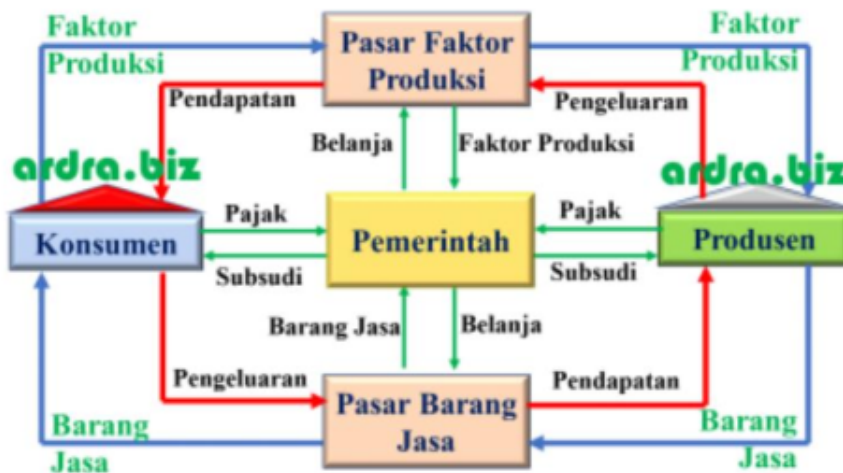 Faktor
Produksi
Pasar Faktor
Produksi
Faktor
Produksi
Pendapatan
Pengeluaran
Belanja
Faktor Produksi
ardra.biz
ardra.biz
Pajak
Pajak
Konsumen
Pemerintah
Produsen
Subsudi
Subsudi
Barang Jasa
Belanja
Pengeluaran
Pendapatan
Pasar Barang
Jasa
Barang
Jasa
Barang
Jasa